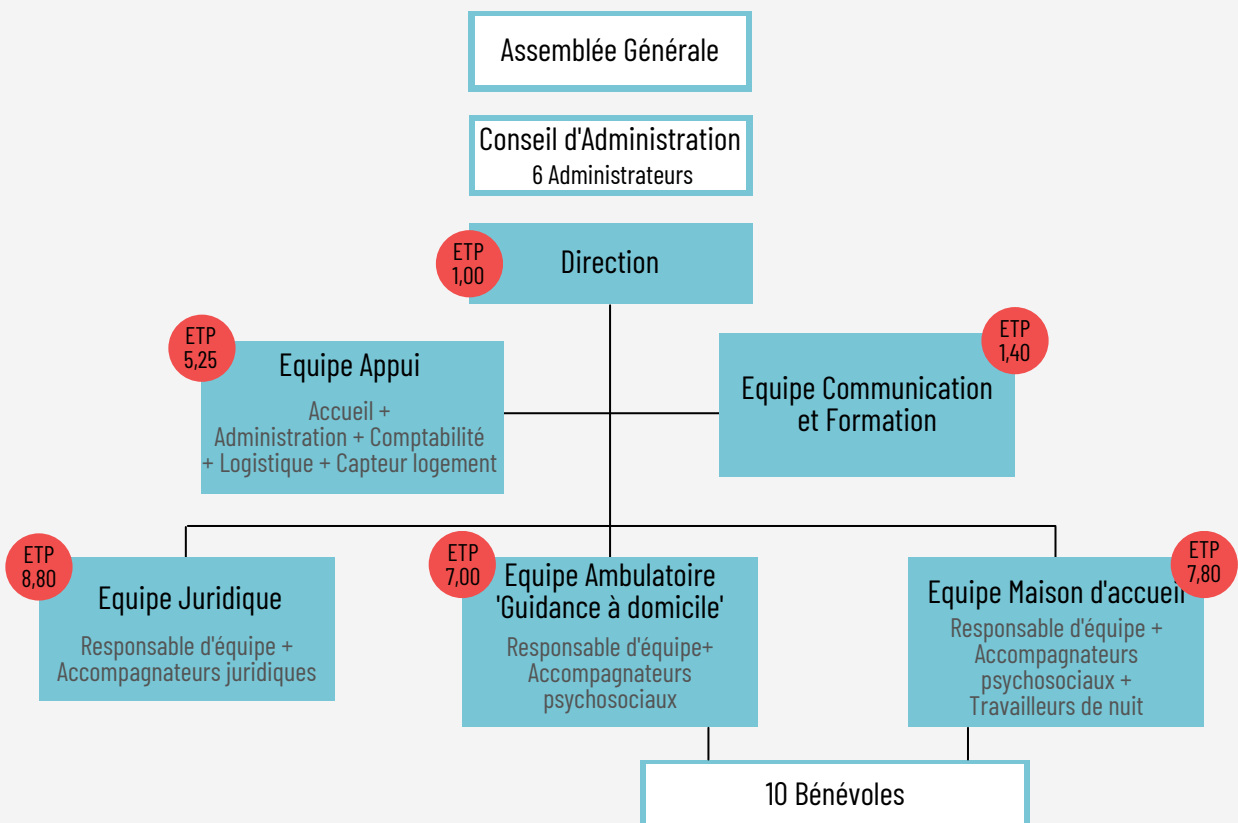 Assemblée Générale
Conseil d'Administration
6 Administrateurs
ETP
1,00
Direction
ETP
5,25
Equipe Appui
Accueil +
Administration + Comptabilité
+ Logistique + Capteur logement
ETP
1,40
Equipe Communication
et Formation
ETP
8,80
Equipe Juridique
Responsable d'équipe +
Accompagnateurs juridiques
ETP
7,00
Equipe Ambulatoire
'Guidance à domicile'
Responsable d'équipe+
Accompagnateurs
psychosociaux
ETP
7,80
Equipe Maison d'accueil
Responsable d'équipe +
Accompagnateurs
psychosociaux +
Travailleurs de nuit
10 Bénévoles